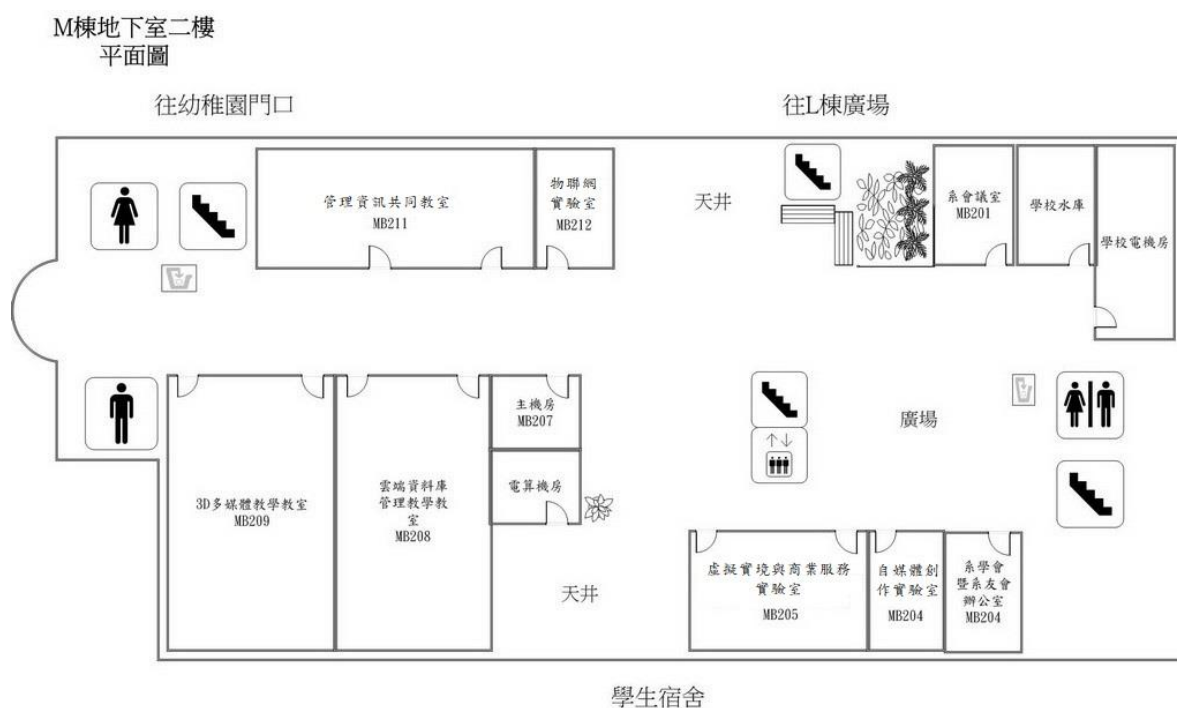 M棟地下室二樓
平面圖
往幼稚園門口
往L棟廣場
管理資訊共同教室
MB211
物聯網
實驗室
MB212
天井
系會議室
MB201
學校水庫
學校電機房
主機房
MB207
廣場
3D多媒體教學教室
MB209
雲端資料庫
管理教學教
室
MB208
電算機房
天井
虛擬實境與商業服務
實驗室
MB205
自媒體創
作實驗室
MB204
系學會
暨系友會
辦公室
MB204
學生宿舍